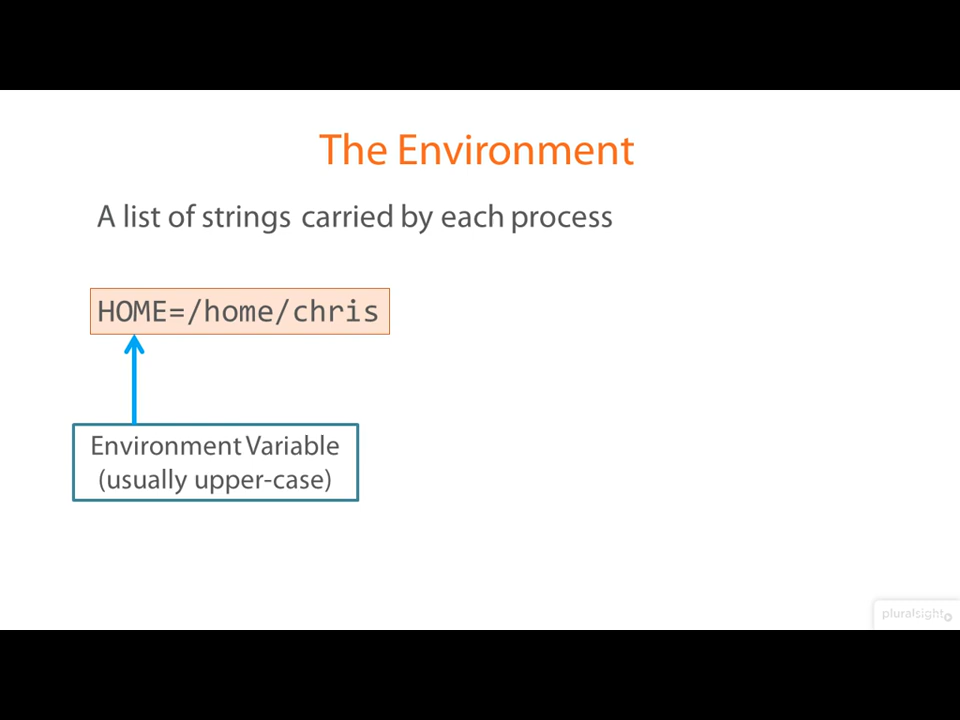 The Environment
A list of strings carried by each process
HOME=/home/chris
Environment Variable
(usually upper-case)
pluralsight